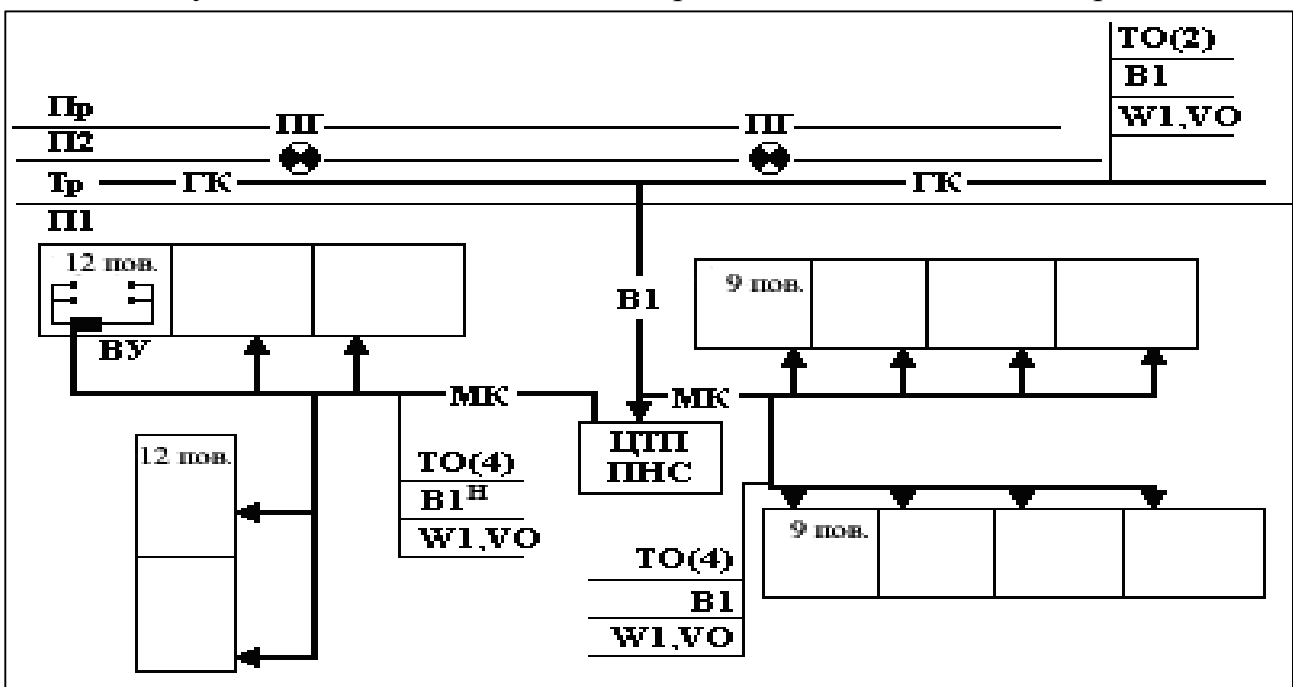 ТО(2)
В1
W1,VO
Пр
ПГ
ПГ
П2
Тр
ГК
ГК
П1
12 пов.
ВУ
В1
9 пов.
МК
МК
ЦТП
ПНС
12 пов.
ТО(4)
В1н
W1,VO
9 пов.
ТО(4)
В1
W1,VO